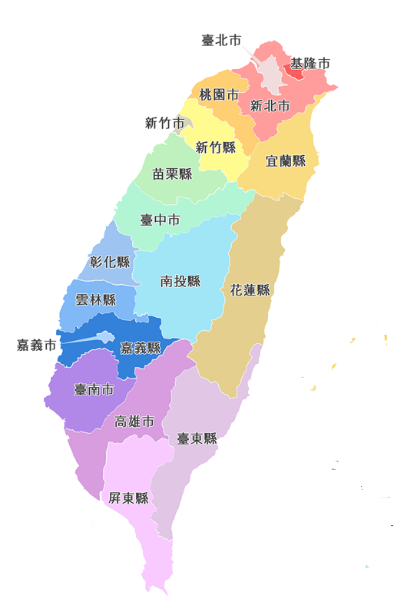 臺北市
基隆市
桃園市
新北市
新竹市
新竹縣
宜蘭縣
苗栗縣
臺中市
彰化縣
南投縣
花蓮縣
雲林縣
嘉義市
嘉義縣
臺南市
高雄市
臺東縣
屏東縣